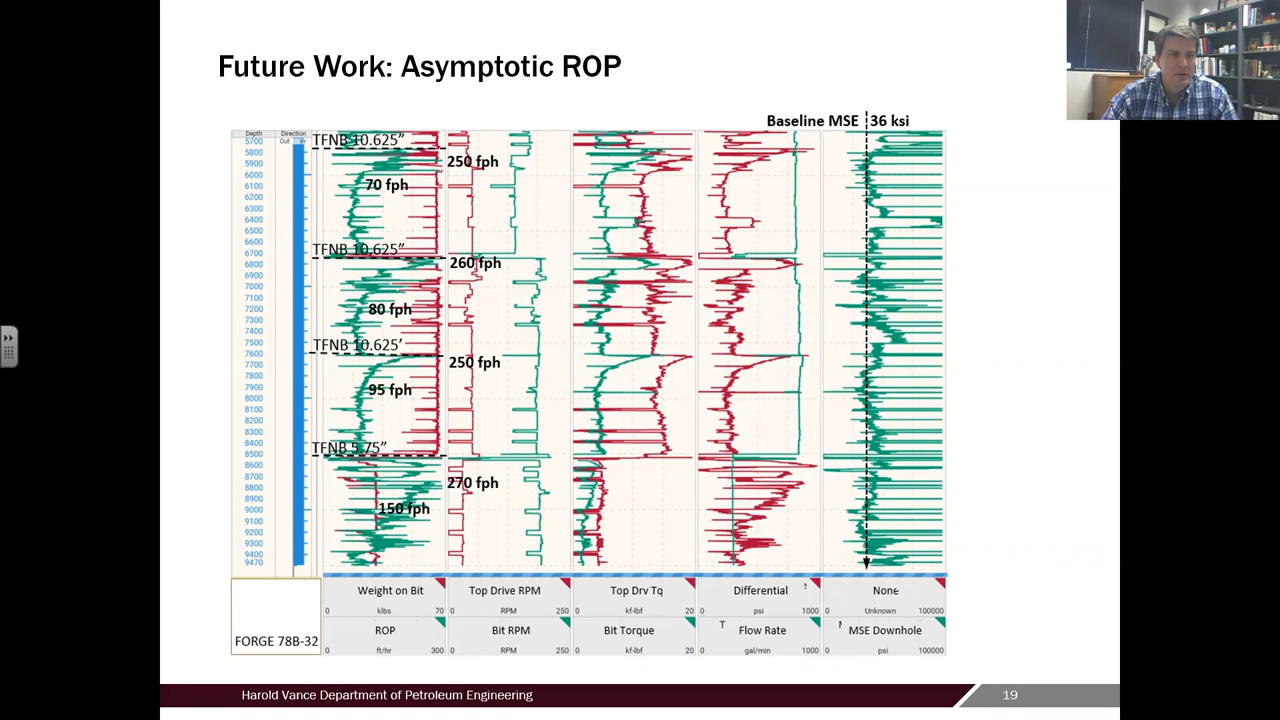 Future Work: Asymptotic ROP
Baseline MSE 36 ksi
Depth Direction
Out In
5700
5800
5900
6000
6100
6200
6300
6400
6500
6600
6700
6800
6900
7000
7100
7200
7300
7400
7500
7600
7700
7800
7900
8000
8100
8200
8300
8400
8500
8600
8700
8800
8900
9000
9100
9200
9300
9400
9470
TFNB 10.625”
250 fph
70 fph
TFNB 10.625”
260 fph
80 fph
TFNB 10.625’
250 fph
95 fph
TFNB 5.75”
270 fph
150 fph
Weight on Bit Top Drive RPM Top Drv Tq Differential None
0 klbs 70 0 RPM 250 0 kf-lbf 20 0 psi 1000 0 Unknown 100000
ROP Bit RPM Bit Torque Flow Rate MSE Downhole
0 ft/hr 300 0 RPM 250 0 kf-lbf 20 0 gal/min 1000 0 psi 100000
FORGE 78B-32
Harold Vance Department of Petroleum Engineering 19